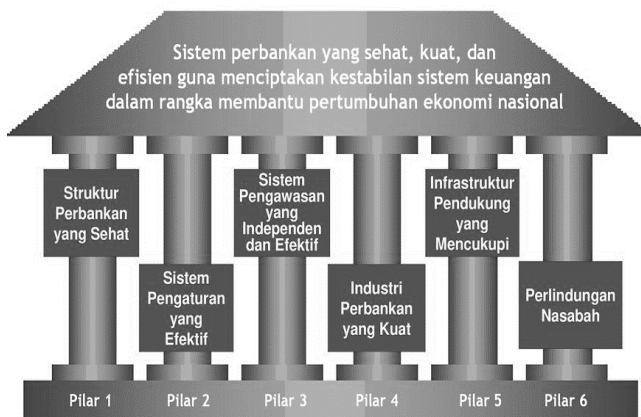 Sistem perbankan yang sehat, kuat, dan
efisien guna menciptakan kestabilan sistem keuangan
dalam rangka membantu pertumbuhan ekonomi nasional
Struktur
Perbankan
yang Sehat
Sistem
Pengaturan
yang
Efektif
Sistem
Pengawasan
yang
Independen
dan Efektif
Industri
Perbankan
yang Kuat
Infrastruktur
Pendukung
yang
Mencukupi
Perlindungan
Nasabah
Pilar 1
Pilar 2
Pilar 3
Pilar 4
Pilar 5
Pilar 6